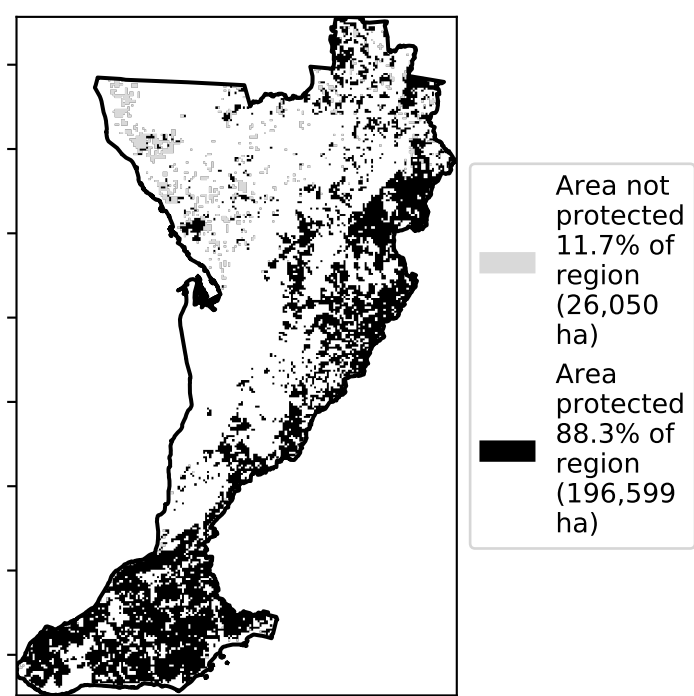 Area not
protected
11.7% of
region
(26,050
ha)
Area
protected
88.3% of
region
(196,599
ha)